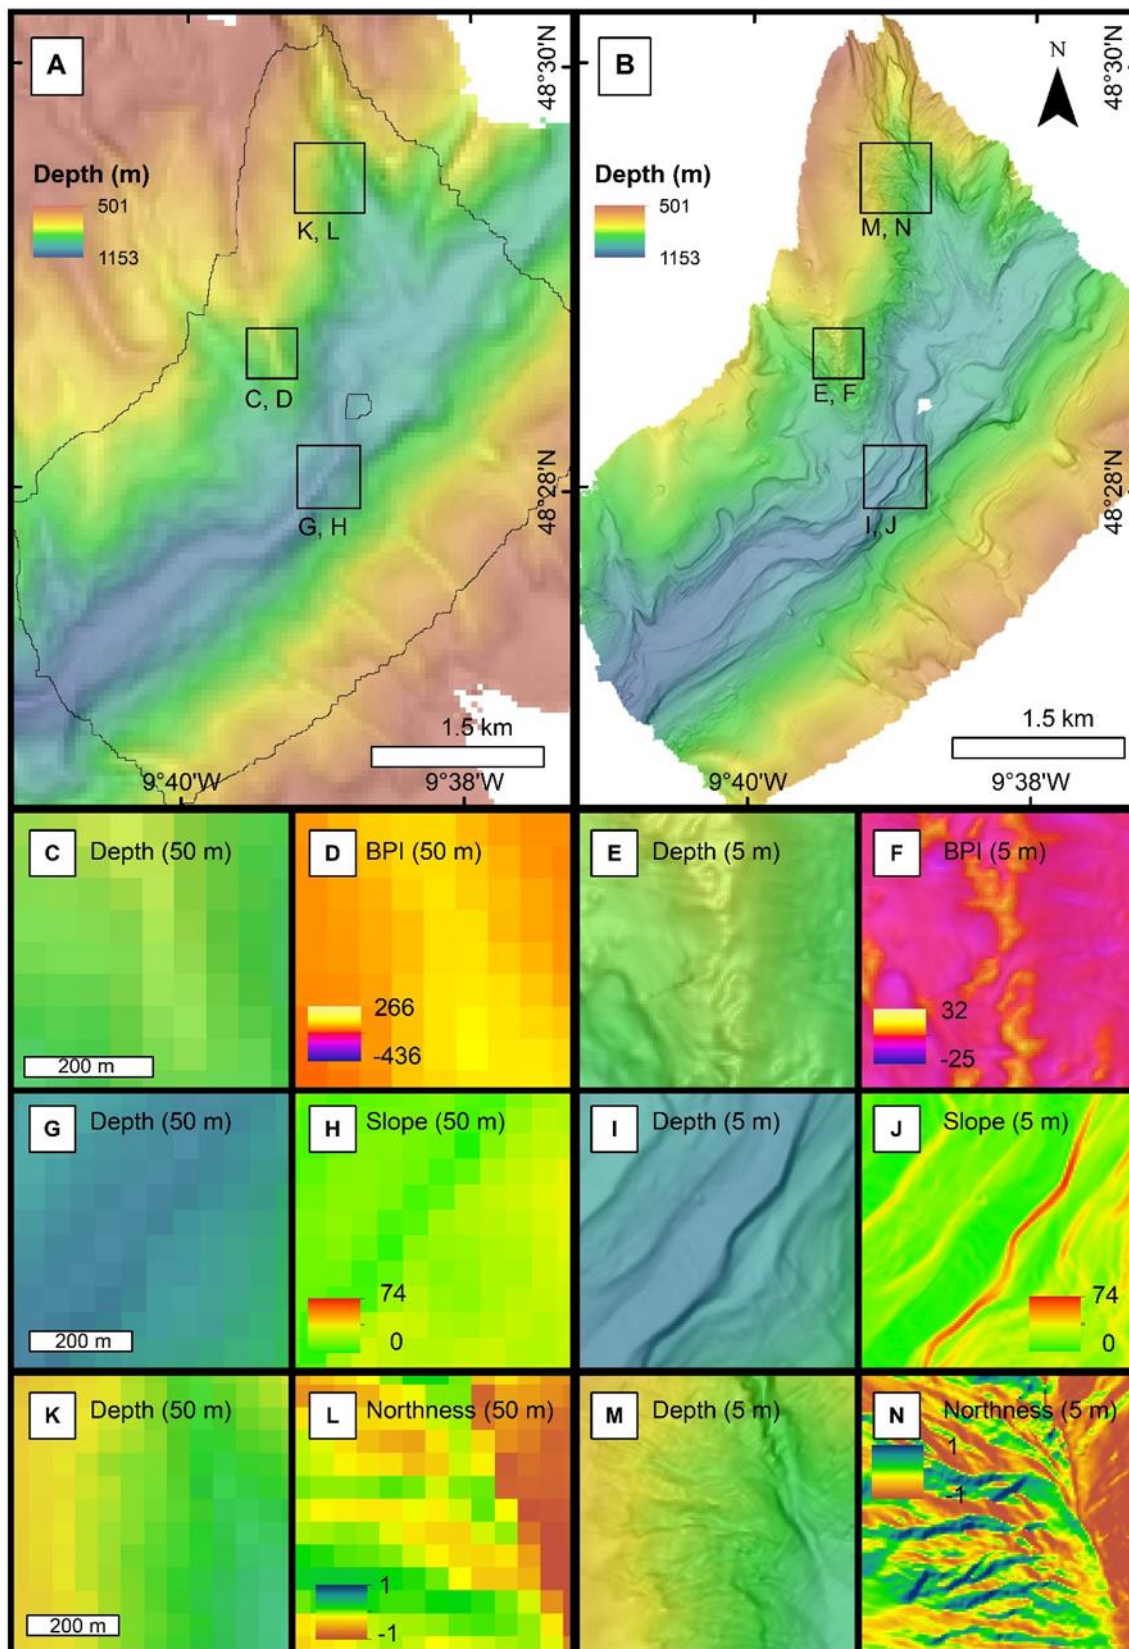 A
B
N
48°30'N
48°30'N
Depth (m)
501
1153
Depth (m)
501
1153
K, L
M, N
C, D
E, F
48°28'N
48°28'N
G, H
I, J
1.5 km
1.5 km
9°40'W
9°38'W
9°40'W
9°38'W
C Depth (50 m)
D BPI (50 m)
E Depth (5 m)
F BPI (5 m)
200 m
266
-436
32
-25
G Depth (50 m)
H Slope (50 m)
I Depth (5 m)
J Slope (5 m)
200 m
74
0
74
0
K Depth (50 m)
L Northness (50 m)
M Depth (5 m)
N Northness (5 m)
200 m
1
-1
1
-1